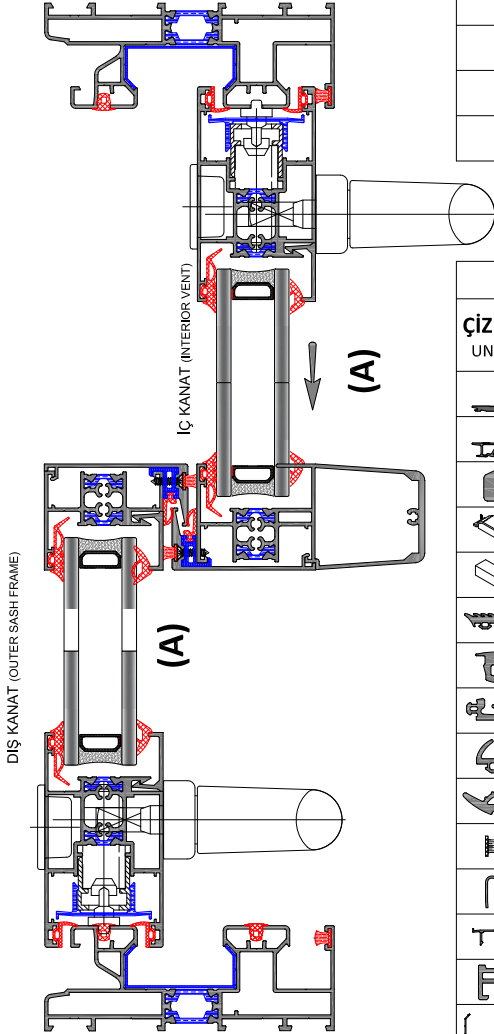 İÇ KANAT (INTERIOR VENT)
(A)
DIŞ KANAT (OUTER SASH FRAME)
(A)
ÇİZ
UN